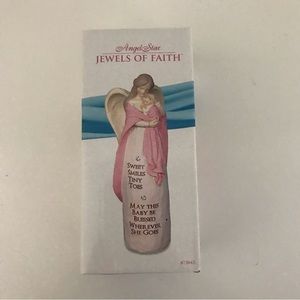 AngelStar
JEWELS OF FAITH
SWEET
SMILES
TINY
TOES
MAY THIS
BABY BE
BLESSED
WHEREVER
SHE GOES